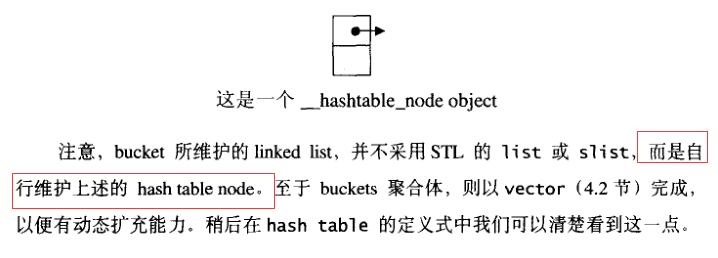 这是一个 __hashtable_node object
注意，bucket 所维护的 linked list，并不采用 STL 的 list 或 slist，而是自
行维护上述的 hash table node。至于 buckets 聚合体，则以 vector（4.2 节）完成，
以便有动态扩充能力。稍后在 hash table 的定义式中我们可以清楚看到这一点。